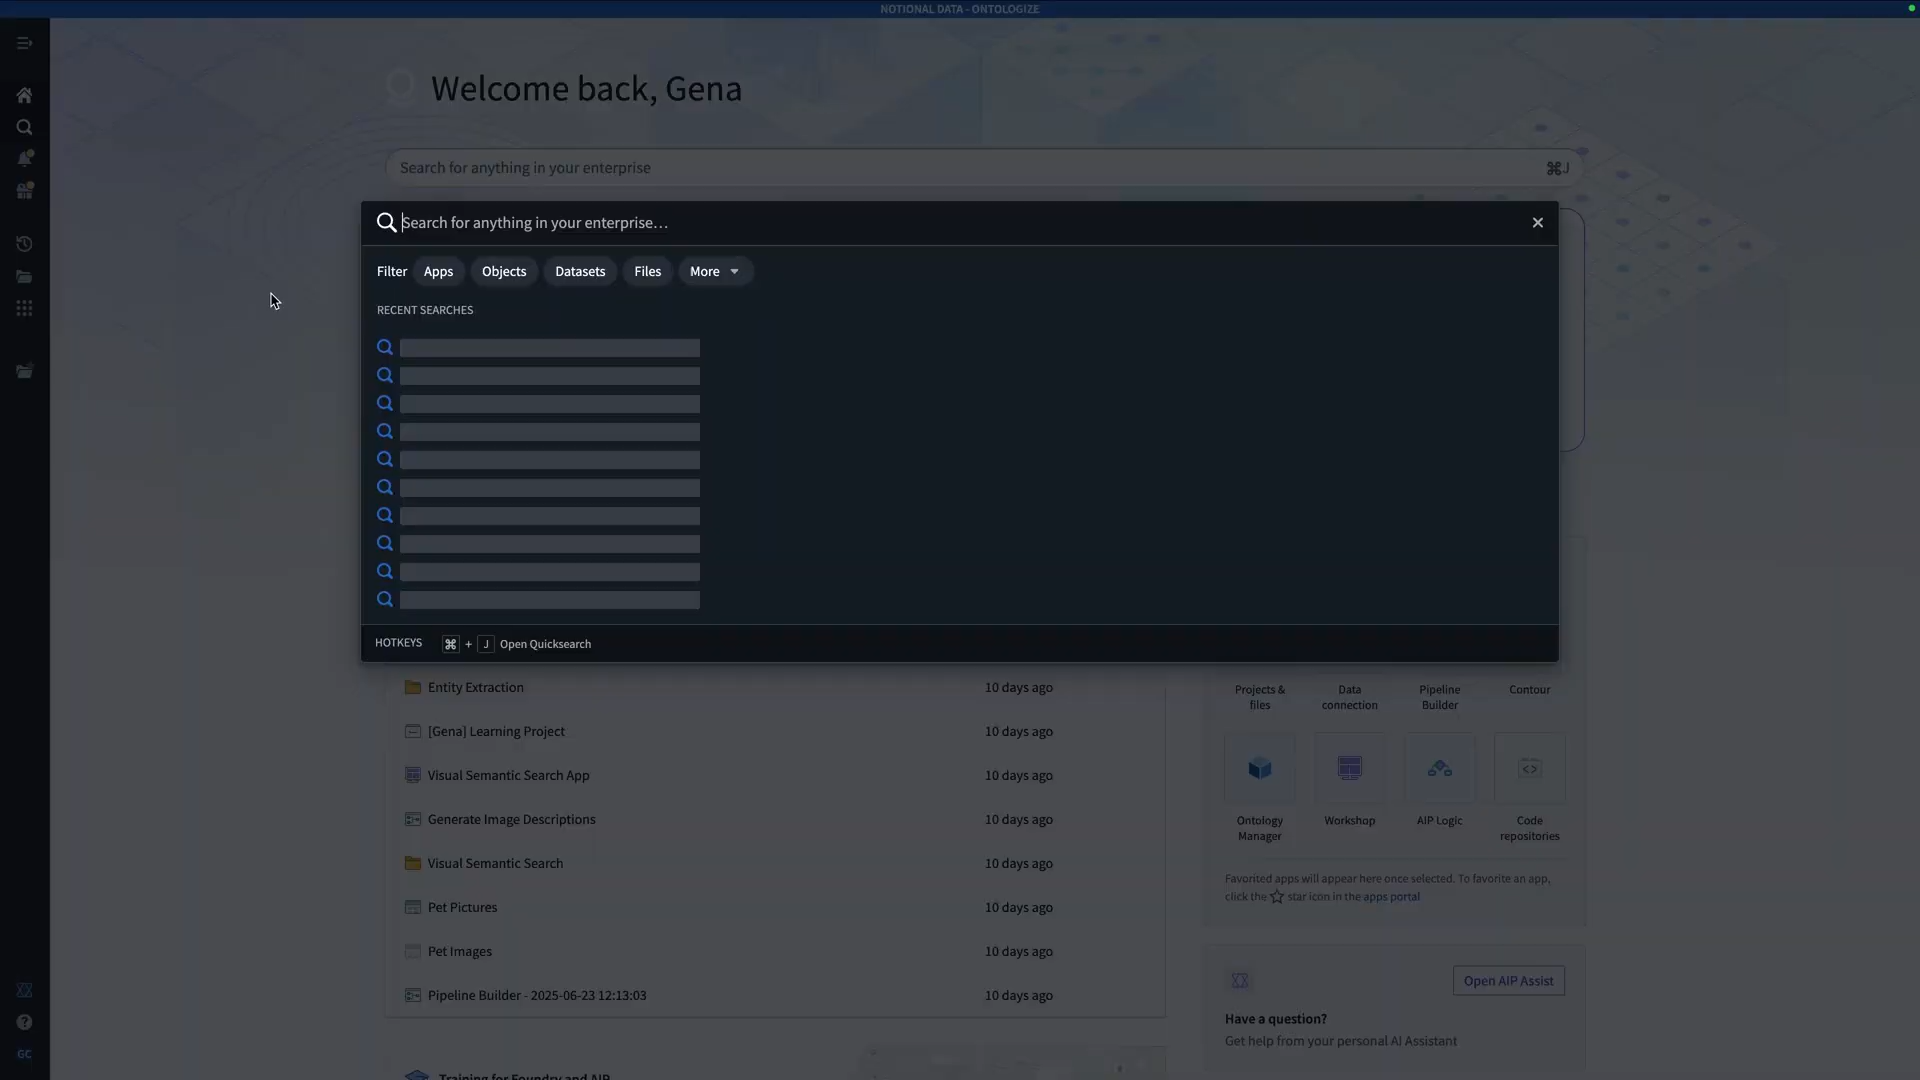 NOTIONAL DATA - ONTOLOGIZE
Welcome back, Gena
Search for anything in your enterprise ⌘J
Search for anything in your enterprise…
Filter Apps Objects Datasets Files More
RECENT SEARCHES
HOTKEYS ⌘ + J Open Quicksearch
Entity Extraction 10 days ago
[Gena] Learning Project 10 days ago
Visual Semantic Search App 10 days ago
Generate Image Descriptions 10 days ago
Visual Semantic Search 10 days ago
Pet Pictures 10 days ago
Pet Images 10 days ago
Pipeline Builder - 2025-06-23 12:13:03 10 days ago
Training for Foundry and AIP
Projects & files
Data connection
Pipeline Builder
Contour
Ontology Manager
Workshop
AIP Logic
Code repositories
Favorited apps will appear here once selected. To favorite an app,
click the ☆ star icon in the apps portal
Open AIP Assist
Have a question?
Get help from your personal AI Assistant
GC